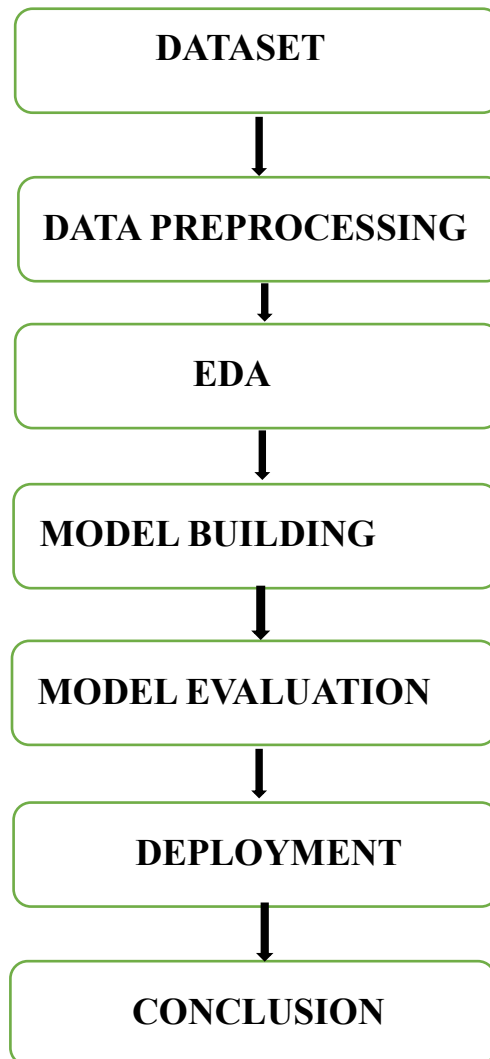 DATASET
DATA PREPROCESSING
EDA
MODEL BUILDING
MODEL EVALUATION
DEPLOYMENT
CONCLUSION